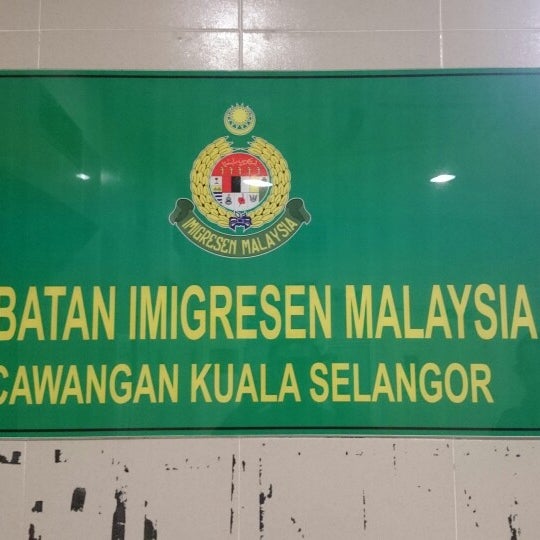 IMIGRESEN MALAYSIA
BATAN IMIGRESEN MALAYSIA
CAWANGAN KUALA SELANGOR